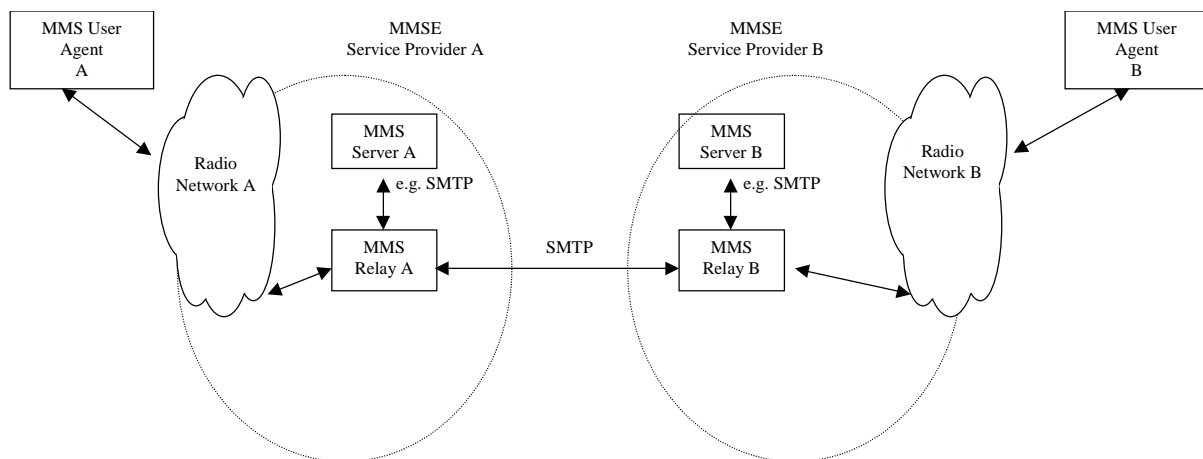 MMS User
Agent
A
MMSE
Service Provider A
MMSE
Service Provider B
MMS User
Agent
B
Radio
Network A
MMS
Server A
e.g. SMTP
MMS
Relay A
SMTP
MMS
Server B
e.g. SMTP
MMS
Relay B
Radio
Network B